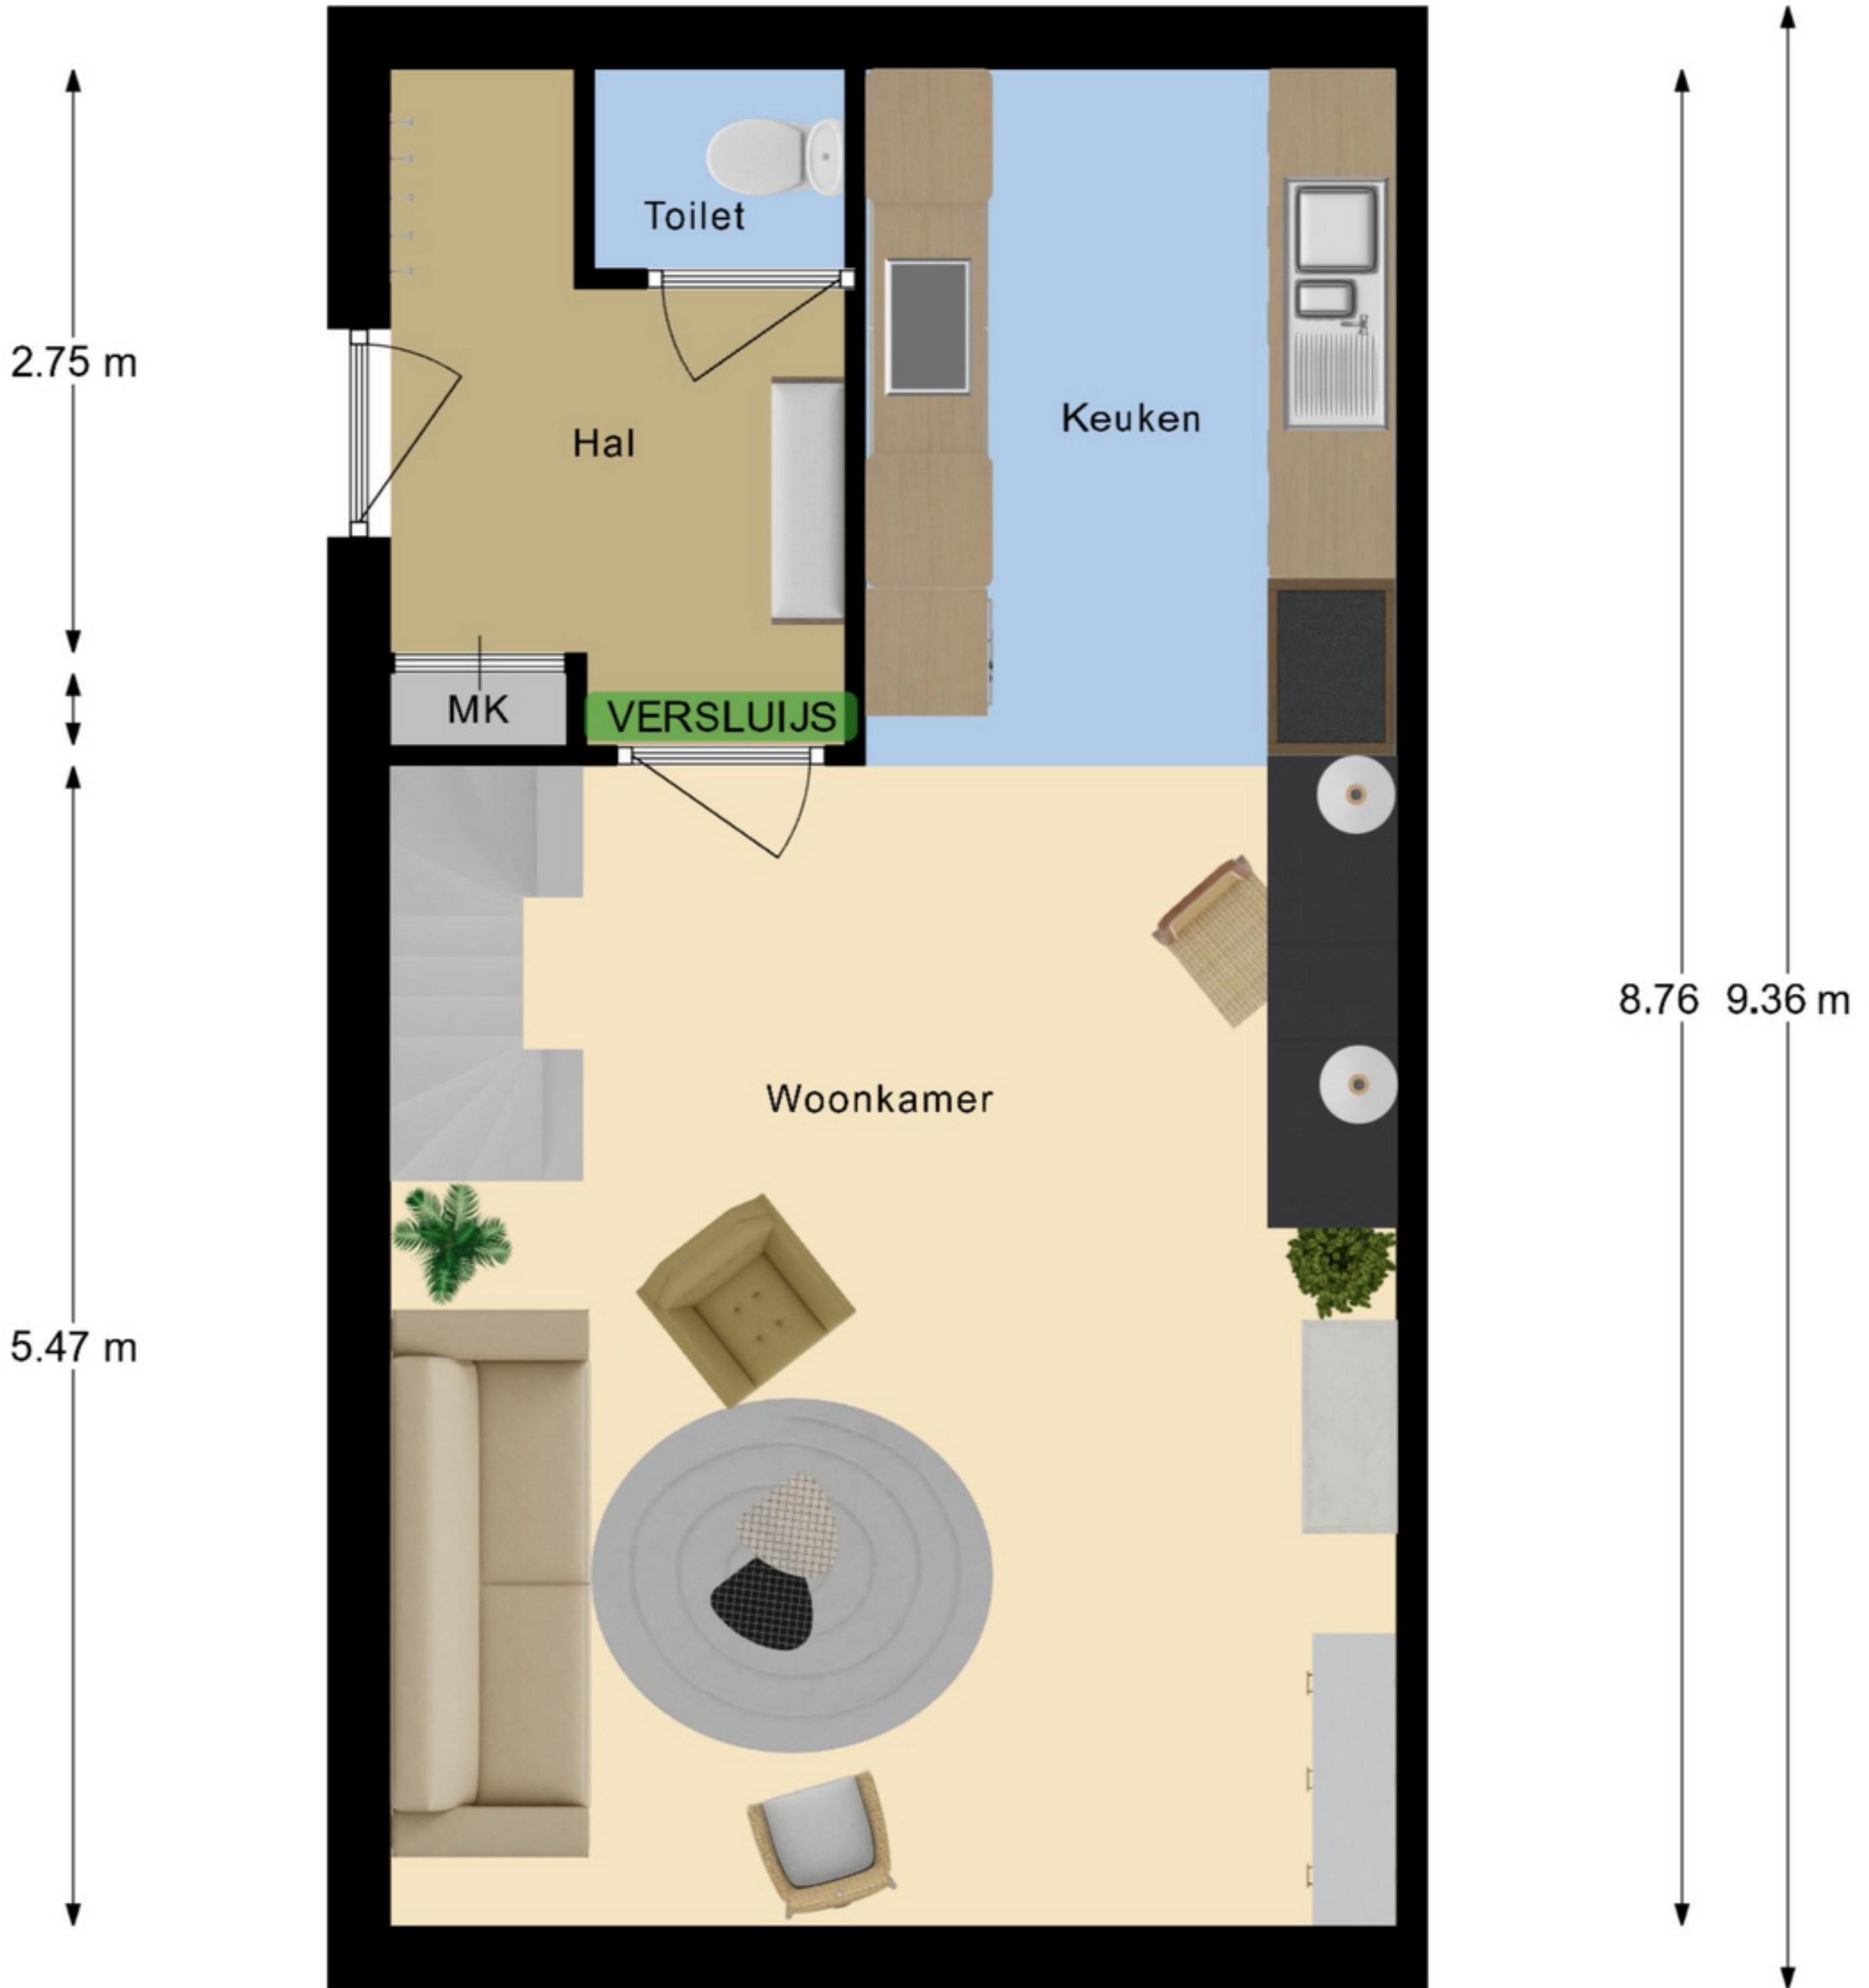 Toilet
2.75 m
Keuken
Hal
MK
VERSLUIJS
8.76
9.36 m
Woonkamer
5.47 m